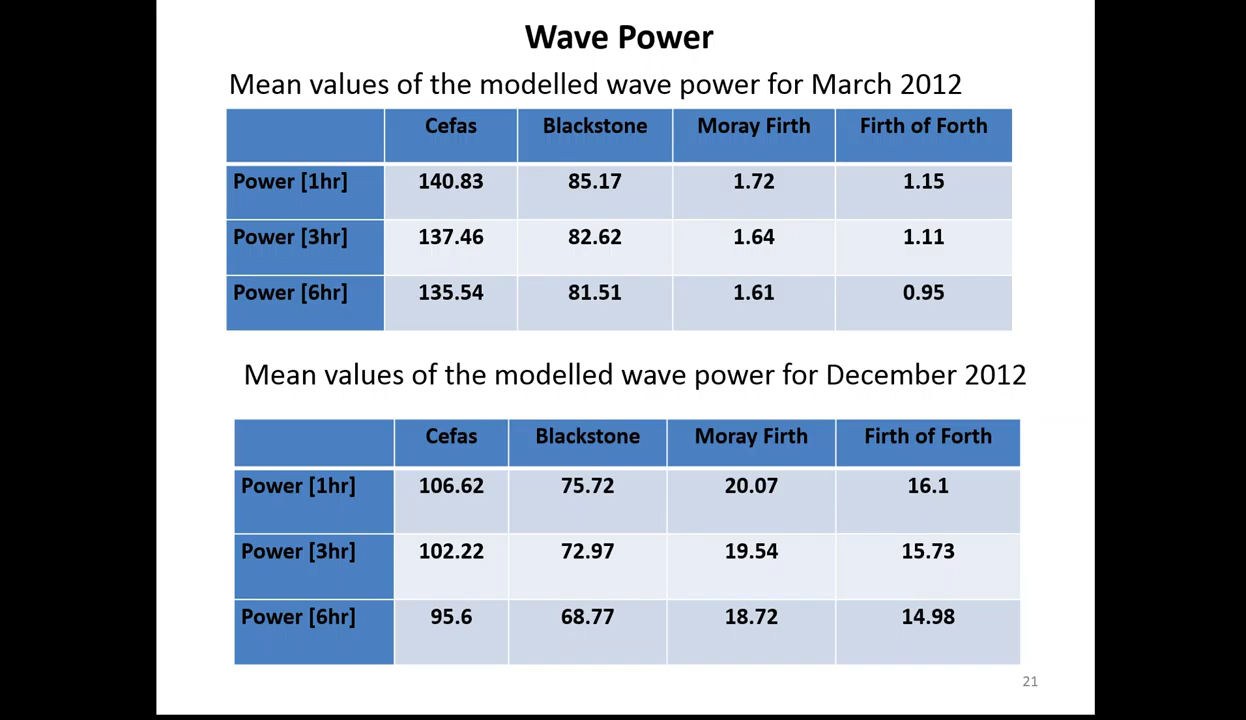 Wave Power
Mean values of the modelled wave power for March 2012
Cefas Blackstone Moray Firth Firth of Forth
Power [1hr] 140.83 85.17 1.72 1.15
Power [3hr] 137.46 82.62 1.64 1.11
Power [6hr] 135.54 81.51 1.61 0.95
Mean values of the modelled wave power for December 2012
Cefas Blackstone Moray Firth Firth of Forth
Power [1hr] 106.62 75.72 20.07 16.1
Power [3hr] 102.22 72.97 19.54 15.73
Power [6hr] 95.6 68.77 18.72 14.98
21